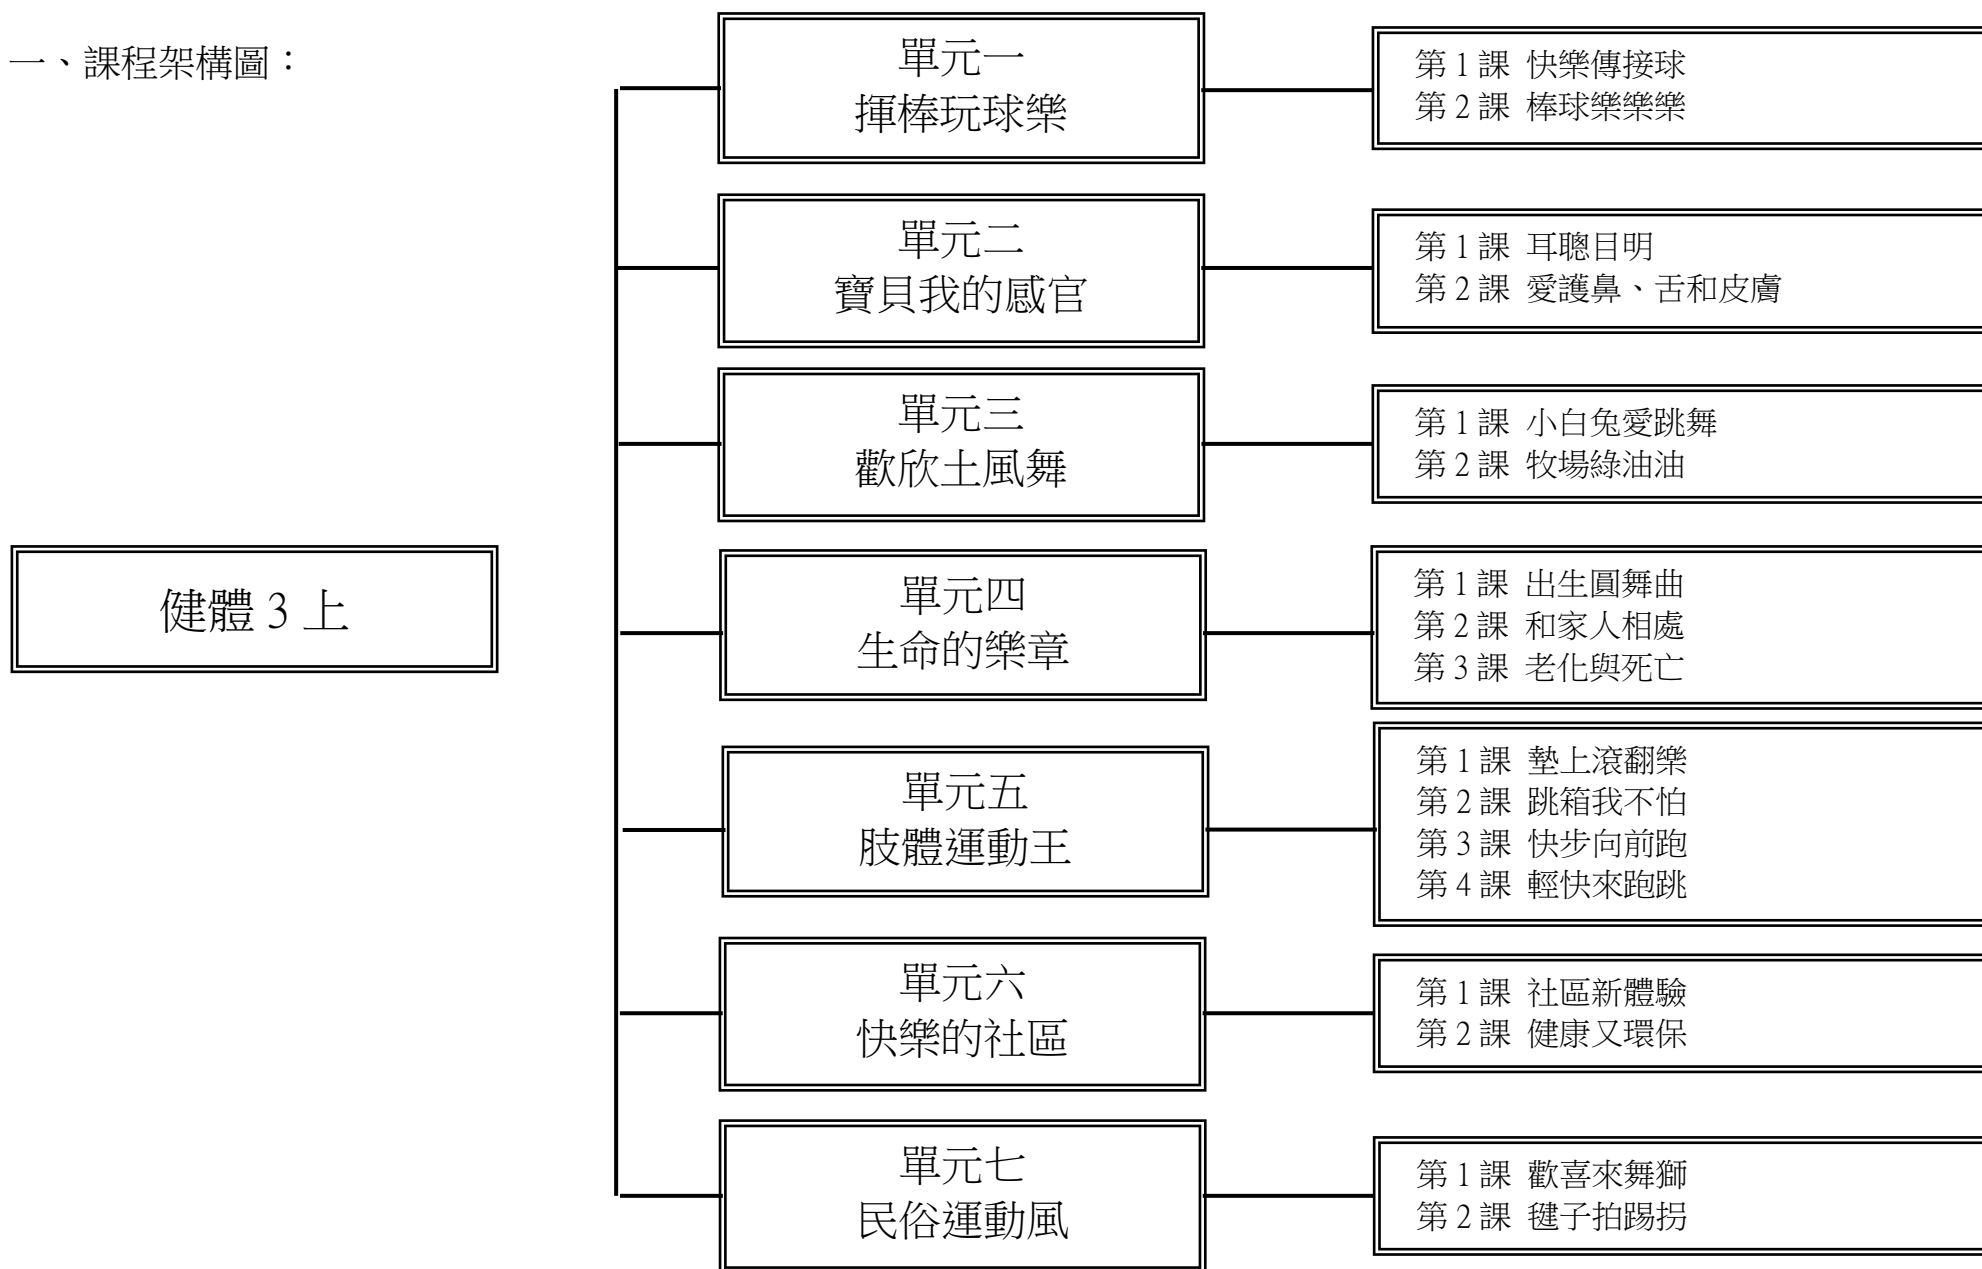 一、課程架構圖：
健體 3 上
單元一
揮棒玩球樂
第 1 課 快樂傳接球
第 2 課 棒球樂樂樂
單元二
寶貝我的感官
第 1 課 耳聰目明
第 2 課 愛護鼻、舌和皮膚
單元三
歡欣土風舞
第 1 課 小白兔愛跳舞
第 2 課 牧場綠油油
單元四
生命的樂章
第 1 課 出生圓舞曲
第 2 課 和家人相處
第 3 課 老化與死亡
單元五
肢體運動王
第 1 課 墊上滾翻樂
第 2 課 跳箱我不怕
第 3 課 快步向前跑
第 4 課 輕快來跑跳
單元六
快樂的社區
第 1 課 社區新體驗
第 2 課 健康又環保
單元七
民俗運動風
第 1 課 歡喜來舞獅
第 2 課 毽子拍踢拐